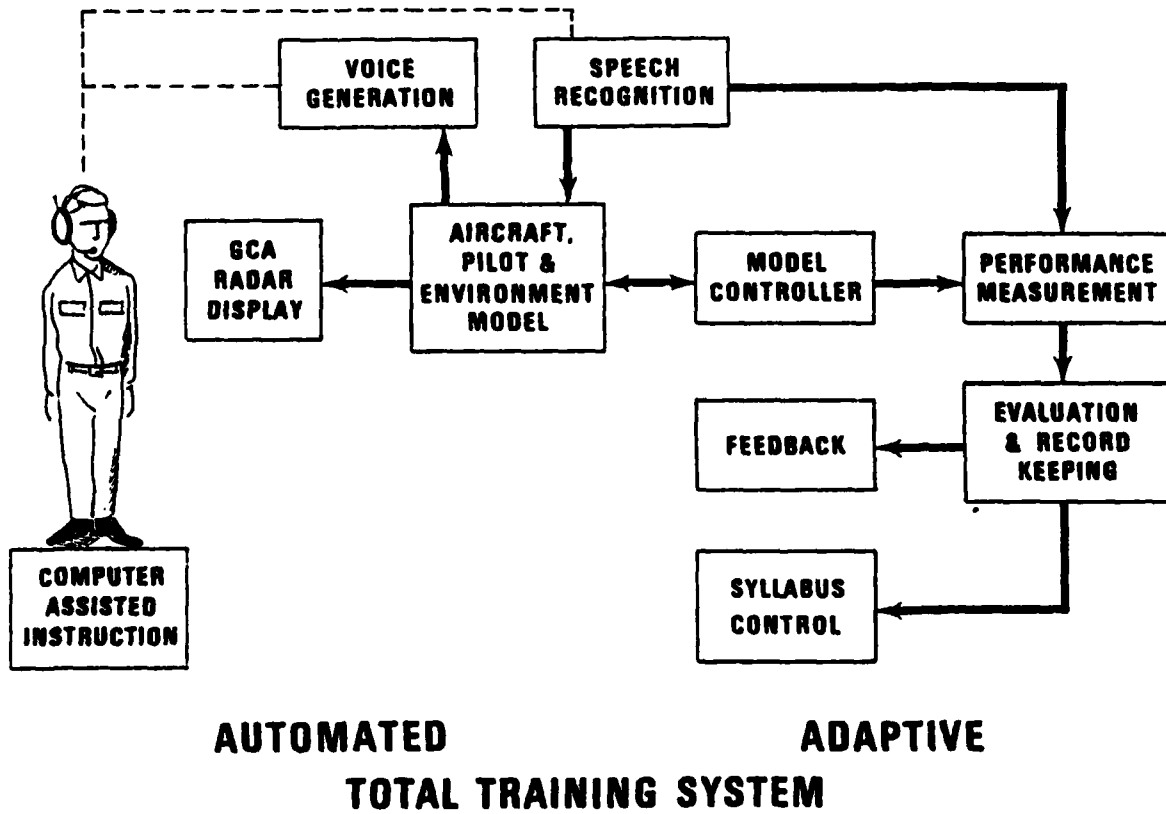 VOICE
GENERATION
SPEECH
RECOGNITION
GCA
RADAR
DISPLAY
AIRCRAFT,
PILOT &
ENVIRONMENT
MODEL
MODEL
CONTROLLER
PERFORMANCE
MEASUREMENT
FEEDBACK
EVALUATION
& RECORD
KEEPING
COMPUTER
ASSISTED
INSTRUCTION
SYLLABUS
CONTROL
AUTOMATED
ADAPTIVE
TOTAL TRAINING SYSTEM